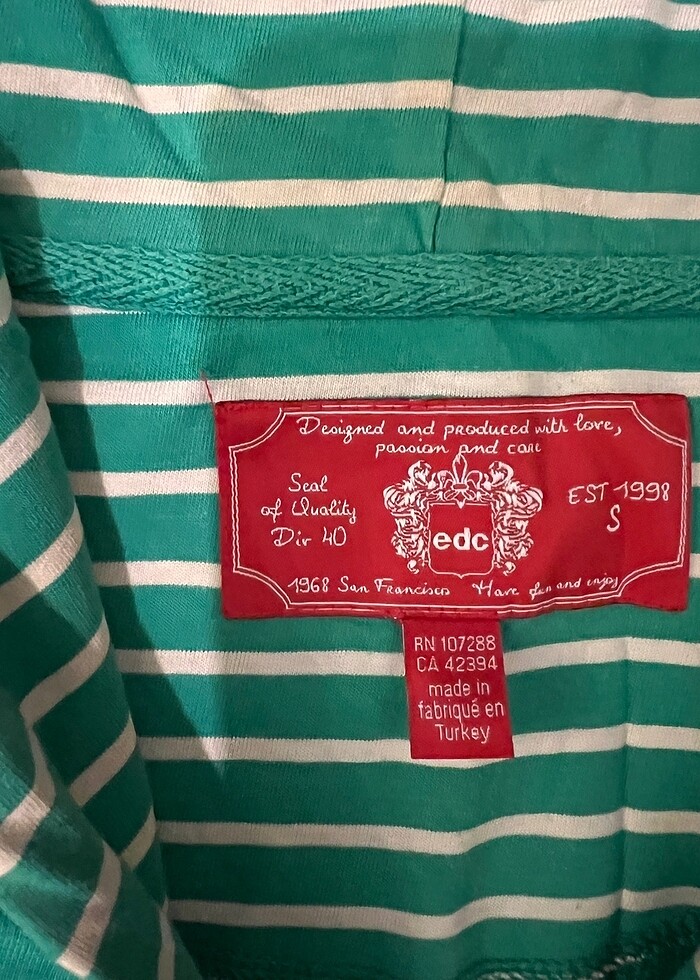 Designed and produced with love,
passion and care
Seal
of Quality
Div 40
edc
EST 1998
S
1968 San Francisco Have fun and enjoy
RN 107288
CA 42394
made in
fabriqué en
Turkey